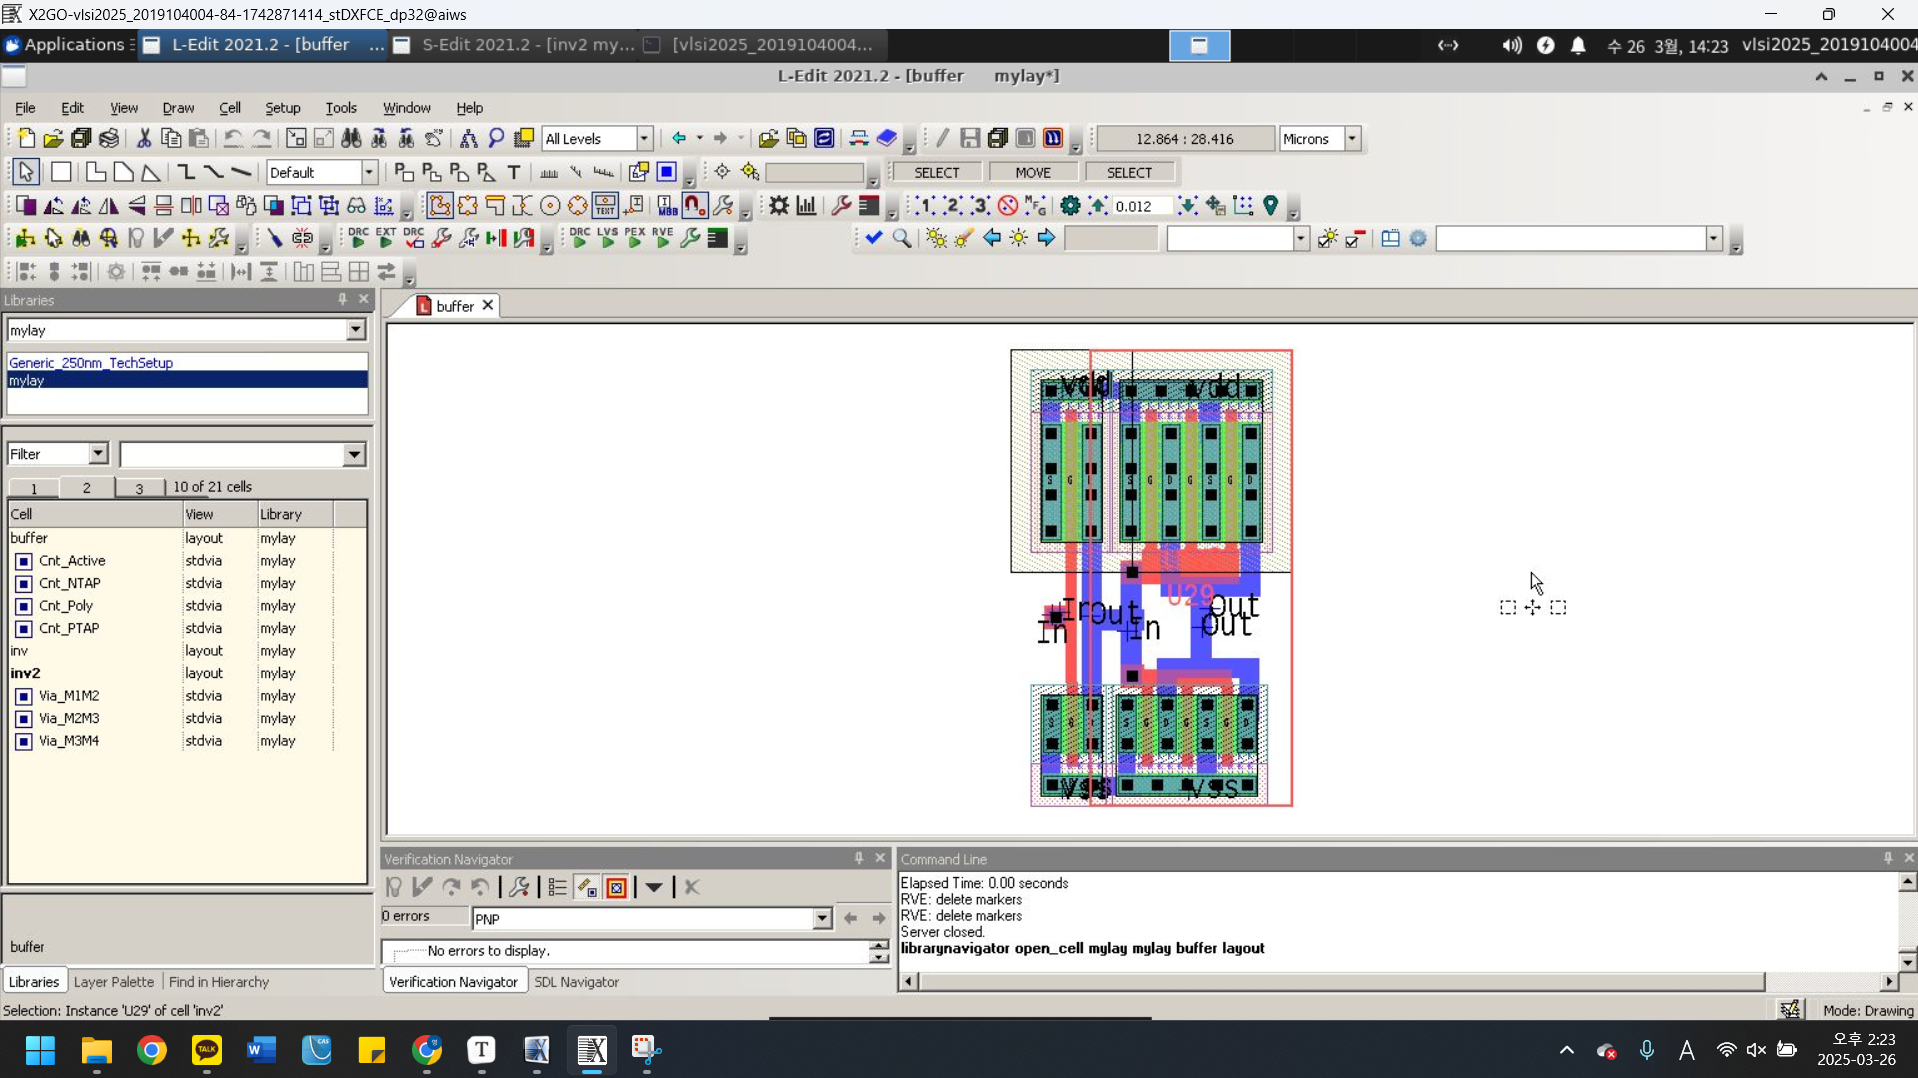 X2GO-vlsi2025_2019104004-84-1742871414_stDXFCE_dp32@aiws
Applications
L-Edit 2021.2 - [buffer ...
S-Edit 2021.2 - [inv2 my...
[vlsi2025_2019104004...
수 26 3월, 14:23
vlsi2025_2019104004
L-Edit 2021.2 - [buffer mylay*]
File Edit View Draw Cell Setup Tools Window Help
All Levels
12.864 : 28.416
Microns
Default
SELECT MOVE SELECT
0.012
DRC EXT DRC
DRC LVS PEX RVE
Libraries
mylay
Generic_250nm_TechSetup
mylay
Filter
1 2 3 10 of 21 cells
Cell View Library
buffer layout mylay
Cnt_Active stdvia mylay
Cnt_NTAP stdvia mylay
Cnt_Poly stdvia mylay
Cnt_PTAP stdvia mylay
inv layout mylay
inv2 layout mylay
Via_M1M2 stdvia mylay
Via_M2M3 stdvia mylay
Via_M3M4 stdvia mylay
buffer
Libraries Layer Palette Find in Hierarchy
buffer
vdd
S G S G D G S G D
U29
In
out
Out
In
In
Out
S G D G S G D
Vss
VSS
Verification Navigator
0 errors
PNP
No errors to display.
Verification Navigator SDL Navigator
Command Line
Elapsed Time: 0.00 seconds
RVE: delete markers
RVE: delete markers
Server closed.
librarynavigator open_cell mylay mylay buffer layout
Selection: Instance 'U29' of cell 'inv2'
Mode: Drawing
TALK
CAS
T
A
오후 2:23
2025-03-26